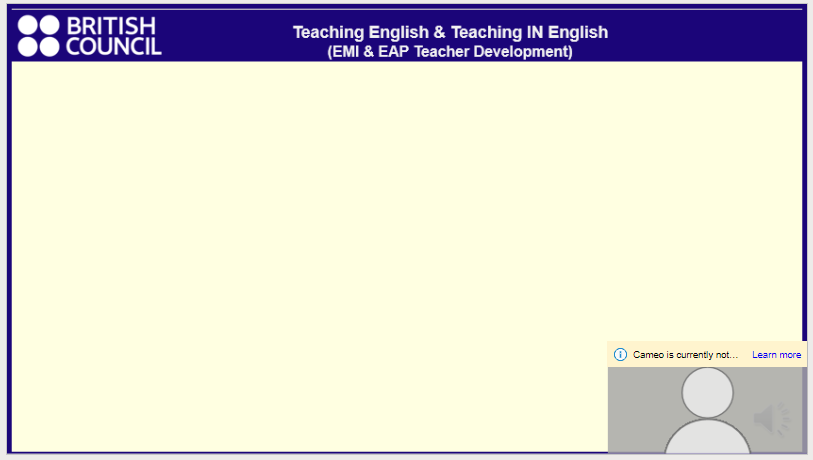 BRITISH
COUNCIL
Teaching English & Teaching IN English
(EMI & EAP Teacher Development)
Cameo is currently not... Learn more